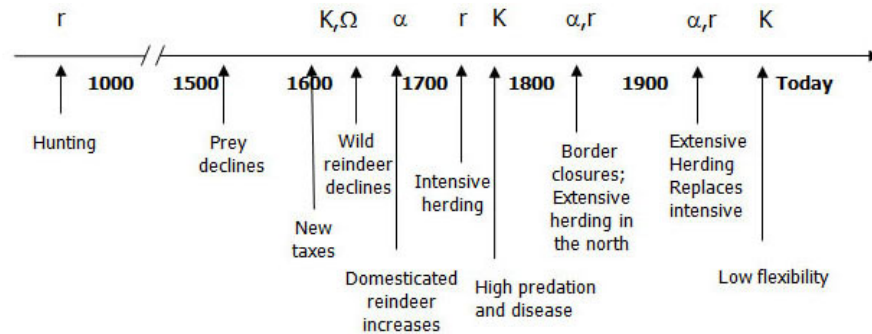 r K,Ω α r K α,r α,r K
1000 1500 1600 1700 1800 1900 Today
Hunting
Prey
declines
New
taxes
Wild
reindeer
declines
Domesticated
reindeer
increases
Intensive
herding
High predation
and disease
Border
closures;
Extensive
herding in
the north
Extensive
Herding
Replaces
intensive
Low flexibility